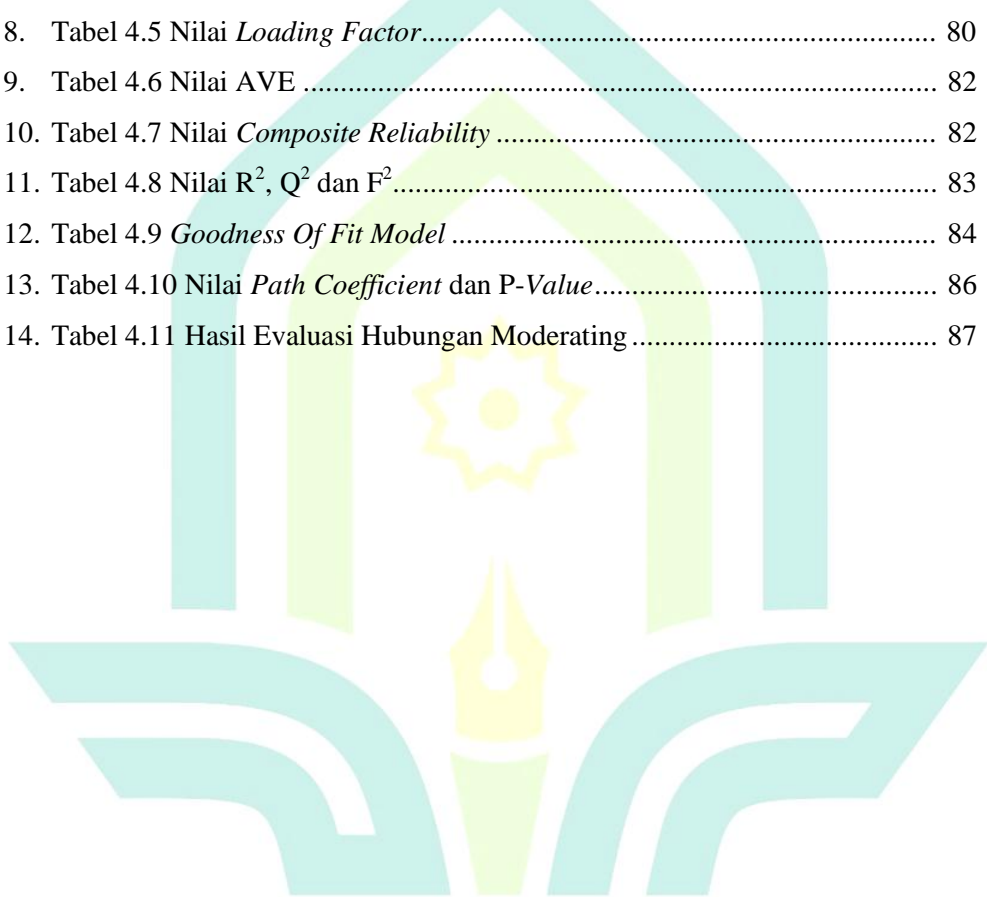 8. Tabel 4.5 Nilai Loading Factor.......................................................................... 80
9. Tabel 4.6 Nilai AVE ........................................................................................... 82
10. Tabel 4.7 Nilai Composite Reliability ............................................................... 82
11. Tabel 4.8 Nilai R², Q² dan F²............................................................................. 83
12. Tabel 4.9 Goodness Of Fit Model ..................................................................... 84
13. Tabel 4.10 Nilai Path Coefficient dan P-Value................................................. 86
14. Tabel 4.11 Hasil Evaluasi Hubungan Moderating ........................................... 87